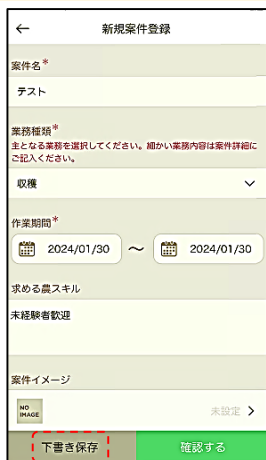 新規案件登録
案件名*
テスト
業務種類*
主となる業務を選択してください。細かい業務内容は案件詳細に
ご記入ください。
収穫
作業期間*
2024/01/30 ～ 2024/01/30
求める農スキル
未経験者歓迎
案件イメージ
NO
IMAGE
未設定
下書き保存 確認する